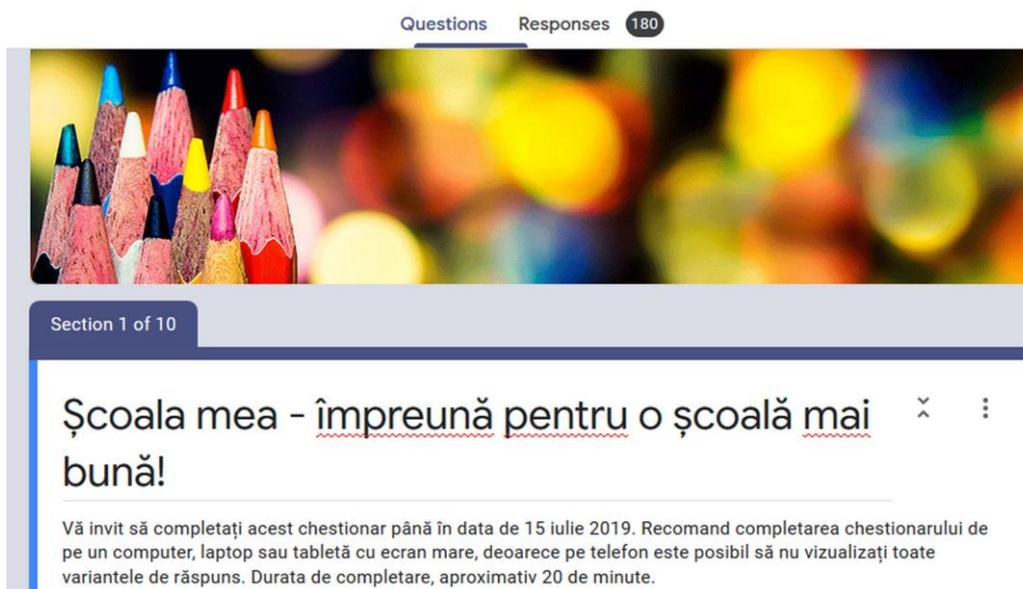 Questions Responses 180
Section 1 of 10
Școala mea - împreună pentru o școală mai
bună!
Vă invit să completați acest chestionar până în data de 15 iulie 2019. Recomand completarea chestionarului de
pe un computer, laptop sau tabletă cu ecran mare, deoarece pe telefon este posibil să nu vizualizați toate
variantele de răspuns. Durata de completare, aproximativ 20 de minute.